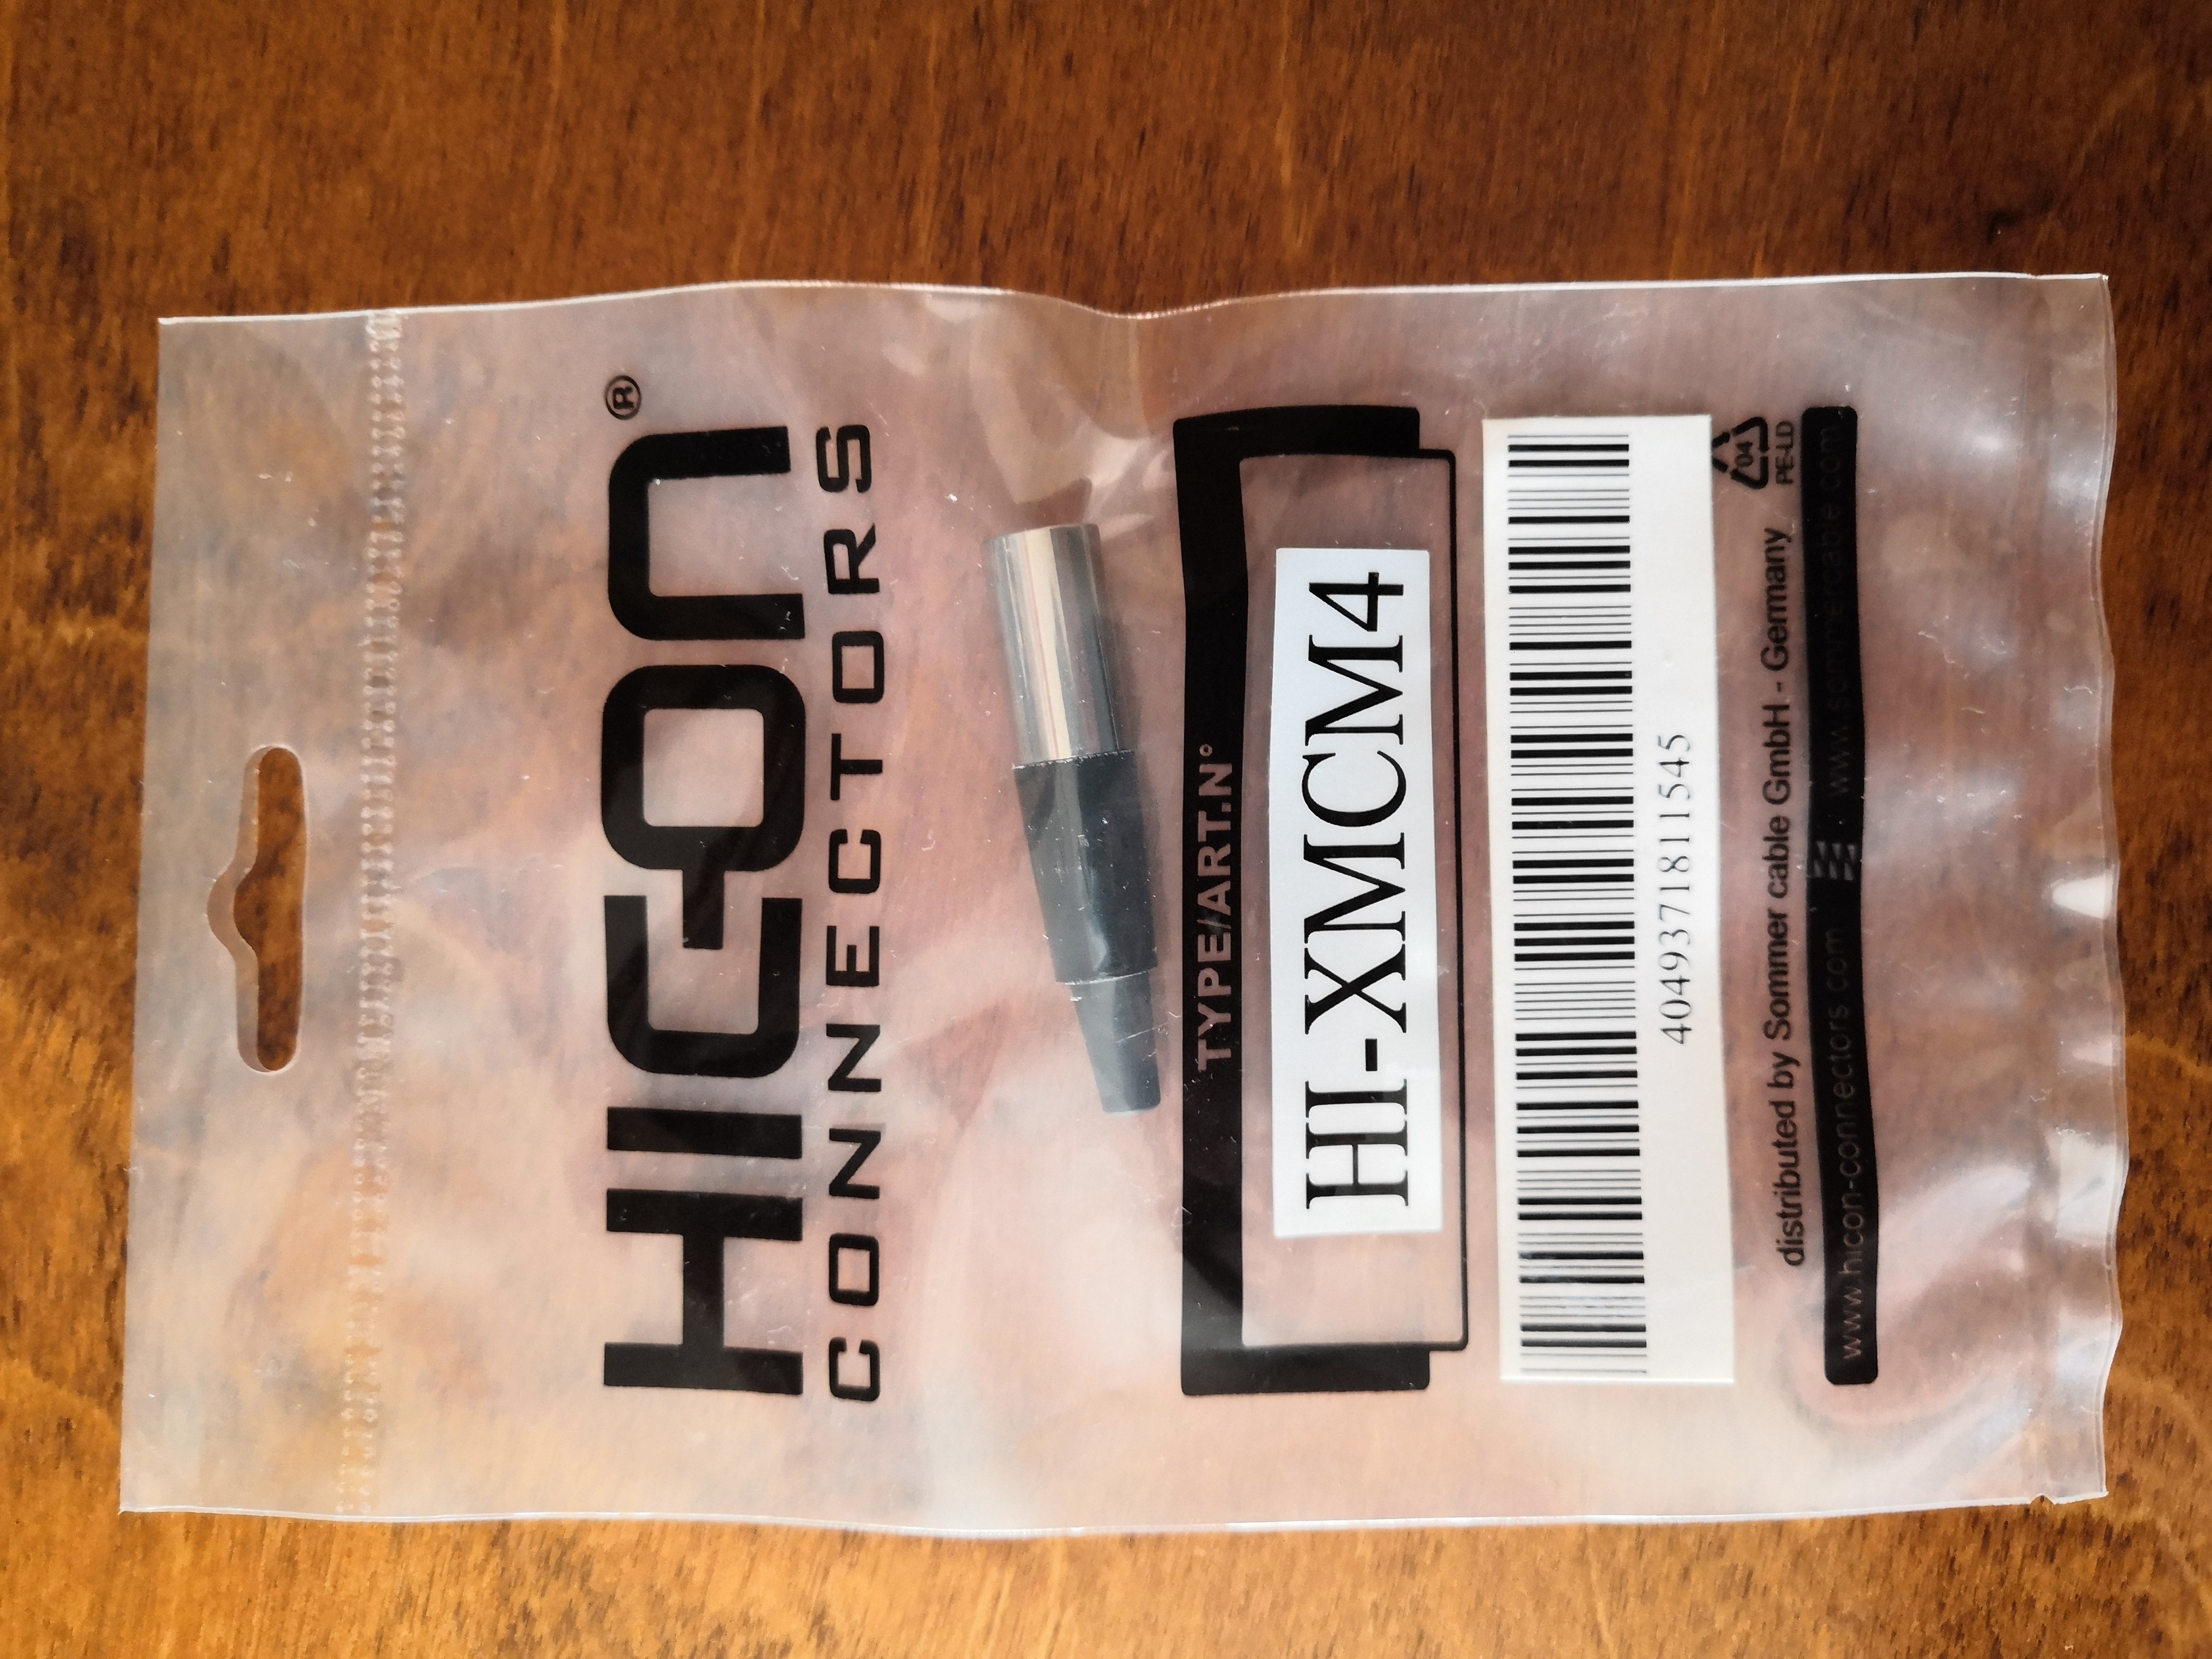 HICON®
CONNECTORS
TYPE/ART.N°
HI-XMCM4
4049371811545
04
PE-LD
distributed by Sommer cable GmbH - Germany
www.hicon-connectors.com www.sommercable.com